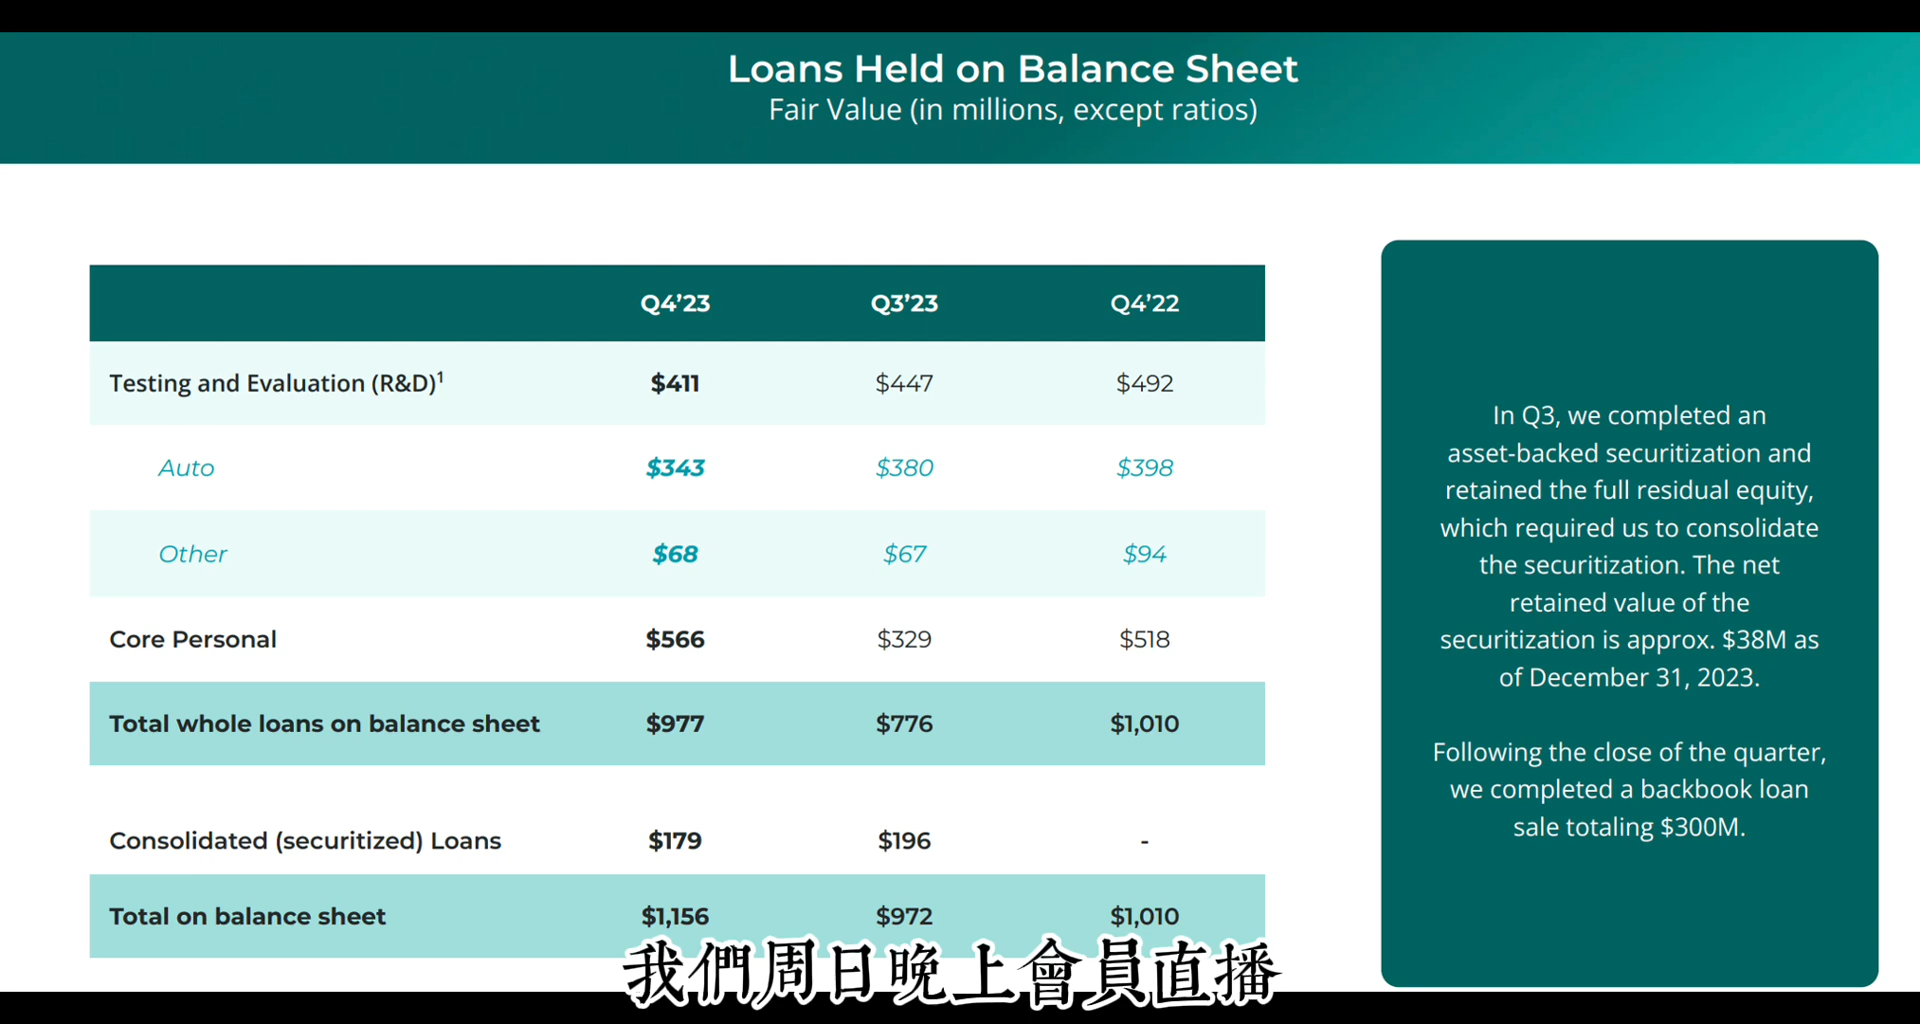 Loans Held on Balance Sheet
Fair Value (in millions, except ratios)
Q4’23 Q3’23 Q4’22
Testing and Evaluation (R&D)¹ $411 $447 $492
Auto $343 $380 $398
Other $68 $67 $94
Core Personal $566 $329 $518
Total whole loans on balance sheet $977 $776 $1,010
Consolidated (securitized) Loans $179 $196 -
Total on balance sheet $1,156 $972 $1,010
In Q3, we completed an
asset-backed securitization and
retained the full residual equity,
which required us to consolidate
the securitization. The net
retained value of the
securitization is approx. $38M as
of December 31, 2023.
Following the close of the quarter,
we completed a backbook loan
sale totaling $300M.
我們周日晚上會員直播